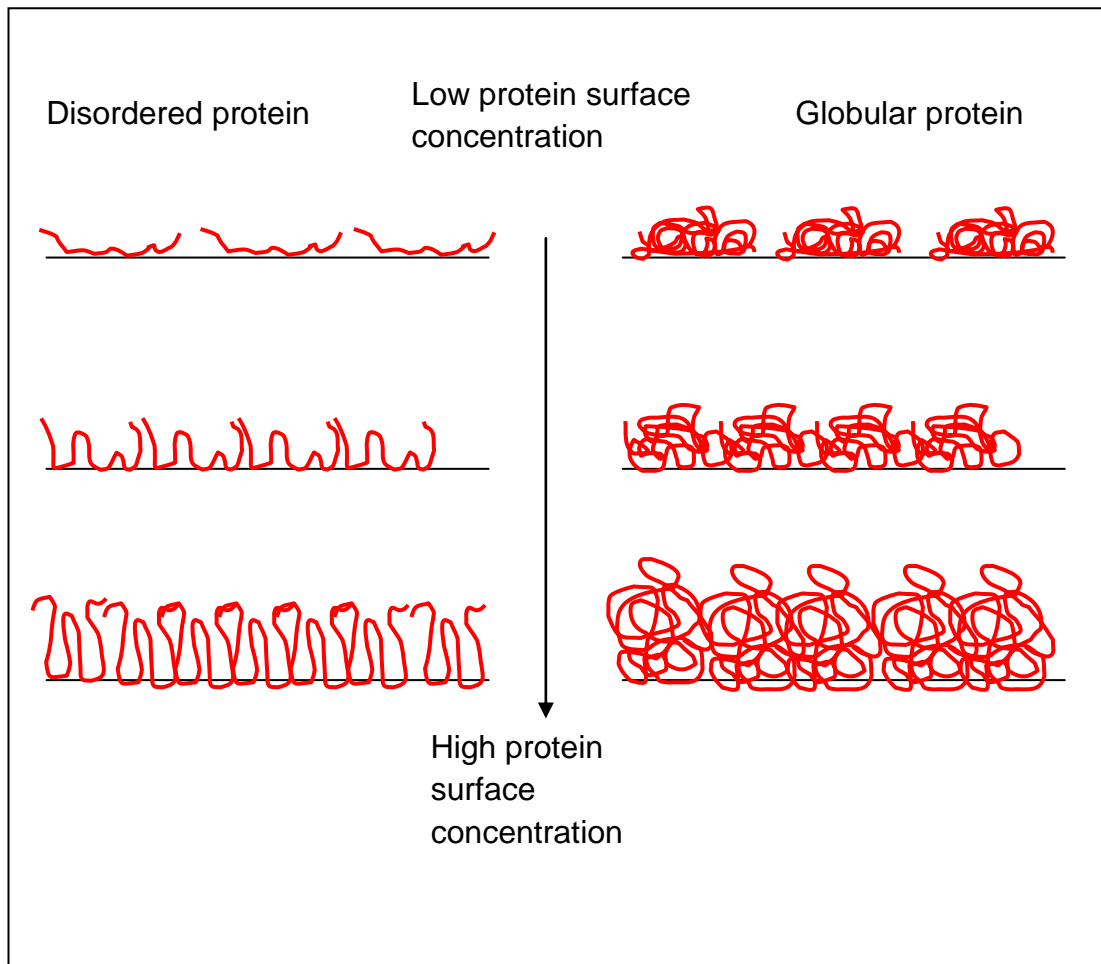 Disordered protein
Low protein surface
concentration
Globular protein
High protein
surface
concentration